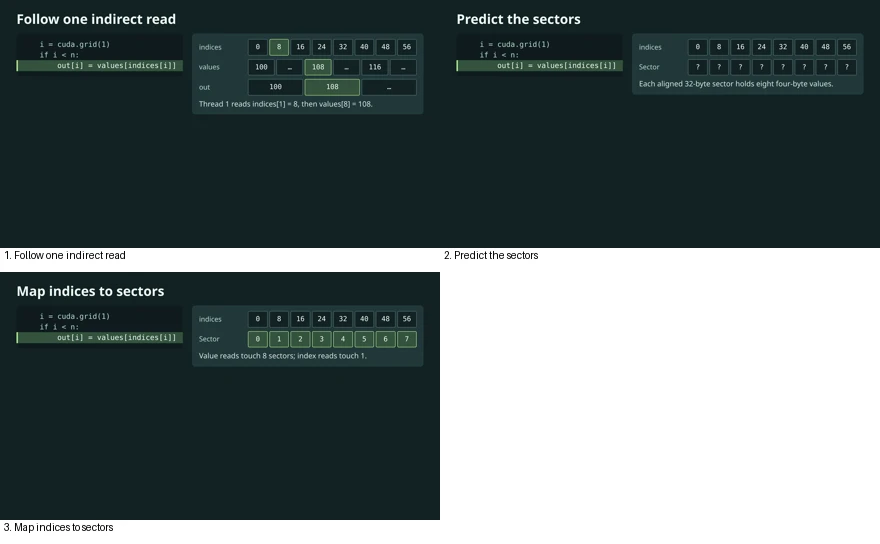 Follow one indirect read
i = cuda.grid(1)
if i < n:
out[i] = values[indices[i]]
indices 0 8 16 24 32 40 48 56
values 100 … 108 … 116 …
out 100 108 …
Thread 1 reads indices[1] = 8, then values[8] = 108.
1. Follow one indirect read
Predict the sectors
i = cuda.grid(1)
if i < n:
out[i] = values[indices[i]]
indices 0 8 16 24 32 40 48 56
Sector ? ? ? ? ? ? ? ?
Each aligned 32-byte sector holds eight four-byte values.
2. Predict the sectors
Map indices to sectors
i = cuda.grid(1)
if i < n:
out[i] = values[indices[i]]
indices 0 8 16 24 32 40 48 56
Sector 0 1 2 3 4 5 6 7
Value reads touch 8 sectors; index reads touch 1.
3. Map indices to sectors